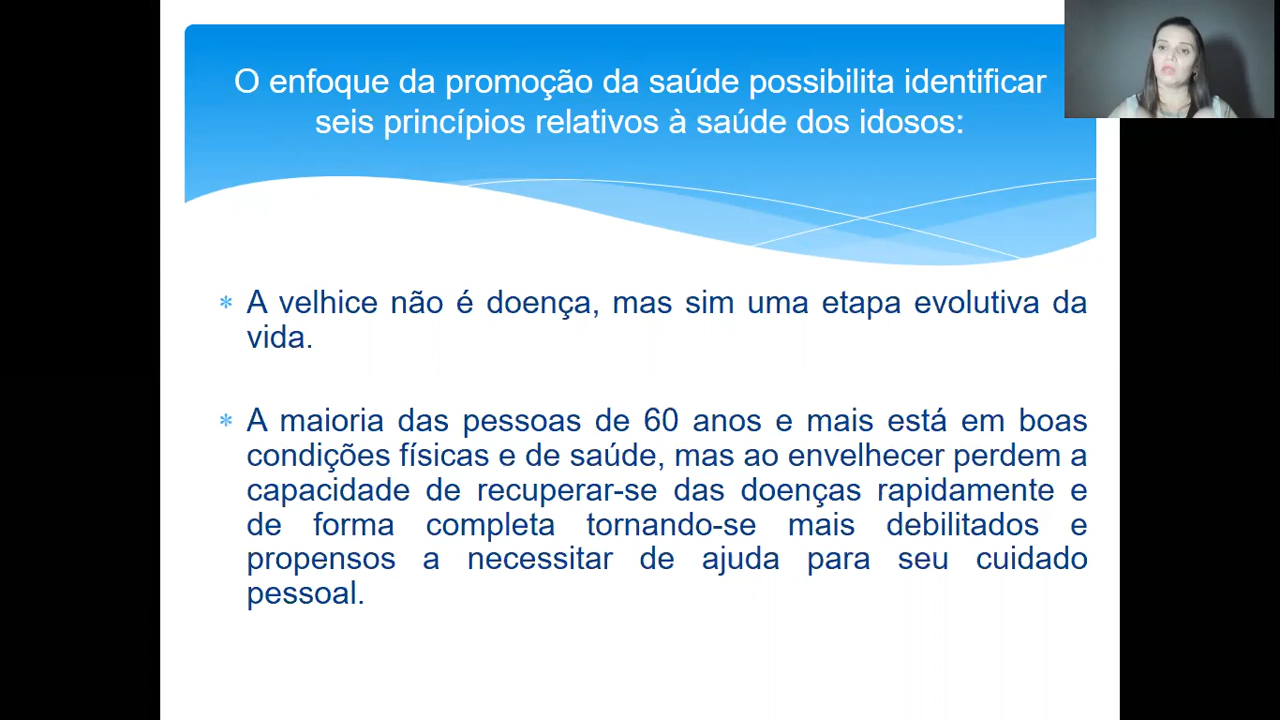 O enfoque da promoção da saúde possibilita identificar
seis princípios relativos à saúde dos idosos:
* A velhice não é doença, mas sim uma etapa evolutiva da
vida.
* A maioria das pessoas de 60 anos e mais está em boas
condições físicas e de saúde, mas ao envelhecer perdem a
capacidade de recuperar-se das doenças rapidamente e
de forma completa tornando-se mais debilitados e
propensos a necessitar de ajuda para seu cuidado
pessoal.